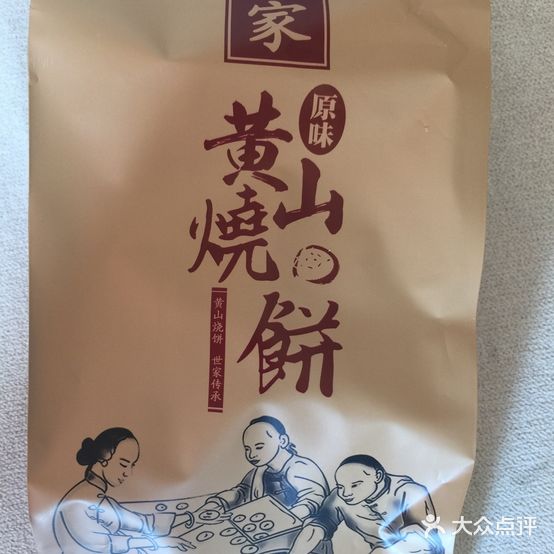 家
原味
黄山
燒餅
黄山烧饼 世家传承
大众点评